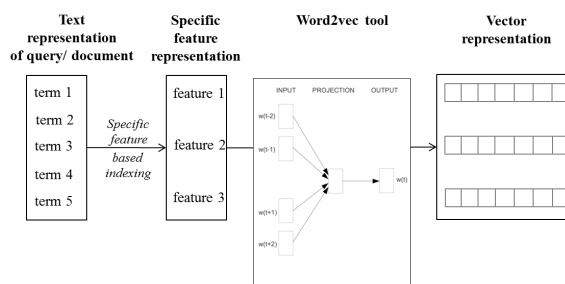 Text
representation
of query/ document
Specific
feature
representation
Word2vec tool
Vector
representation
term 1
term 2
term 3
term 4
term 5
Specific
feature
based
indexing
feature 1
feature 2
feature 3
INPUT PROJECTION OUTPUT
w(t-2)
w(t-1)
w(t+1)
w(t+2)
w(t)